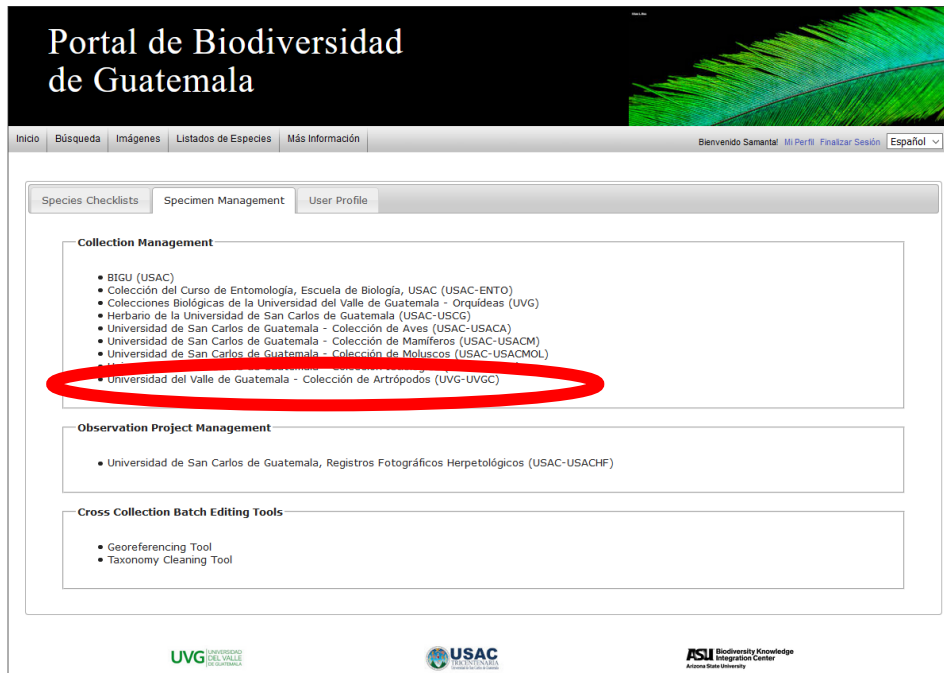 Portal de Biodiversidad
de Guatemala
Inicio Búsqueda Imágenes Listados de Especies Más Información
Bienvenido Samanta! Mi Perfil Finalizar Sesión Español
Species Checklists Specimen Management User Profile
Collection Management
BIGU (USAC)
Colección del Curso de Entomología, Escuela de Biología, USAC (USAC-ENTO)
Colecciones Biológicas de la Universidad del Valle de Guatemala - Orquídeas (UVG)
Herbario de la Universidad de San Carlos de Guatemala (USAC-USCG)
Universidad de San Carlos de Guatemala - Colección de Aves (USAC-USACA)
Universidad de San Carlos de Guatemala - Colección de Mamíferos (USAC-USACM)
Universidad de San Carlos de Guatemala - Colección de Moluscos (USAC-USACMOL)
Universidad del Valle de Guatemala - Colección de Artrópodos (UVG-UVGC)
Observation Project Management
Universidad de San Carlos de Guatemala, Registros Fotográficos Herpetológicos (USAC-USACHF)
Cross Collection Batch Editing Tools
Georeferencing Tool
Taxonomy Cleaning Tool
UVG UNIVERSIDAD
DEL VALLE
DE GUATEMALA
USAC
TRICENTENARIA
ASU Biodiversity Knowledge
Integration Center
Arizona State University